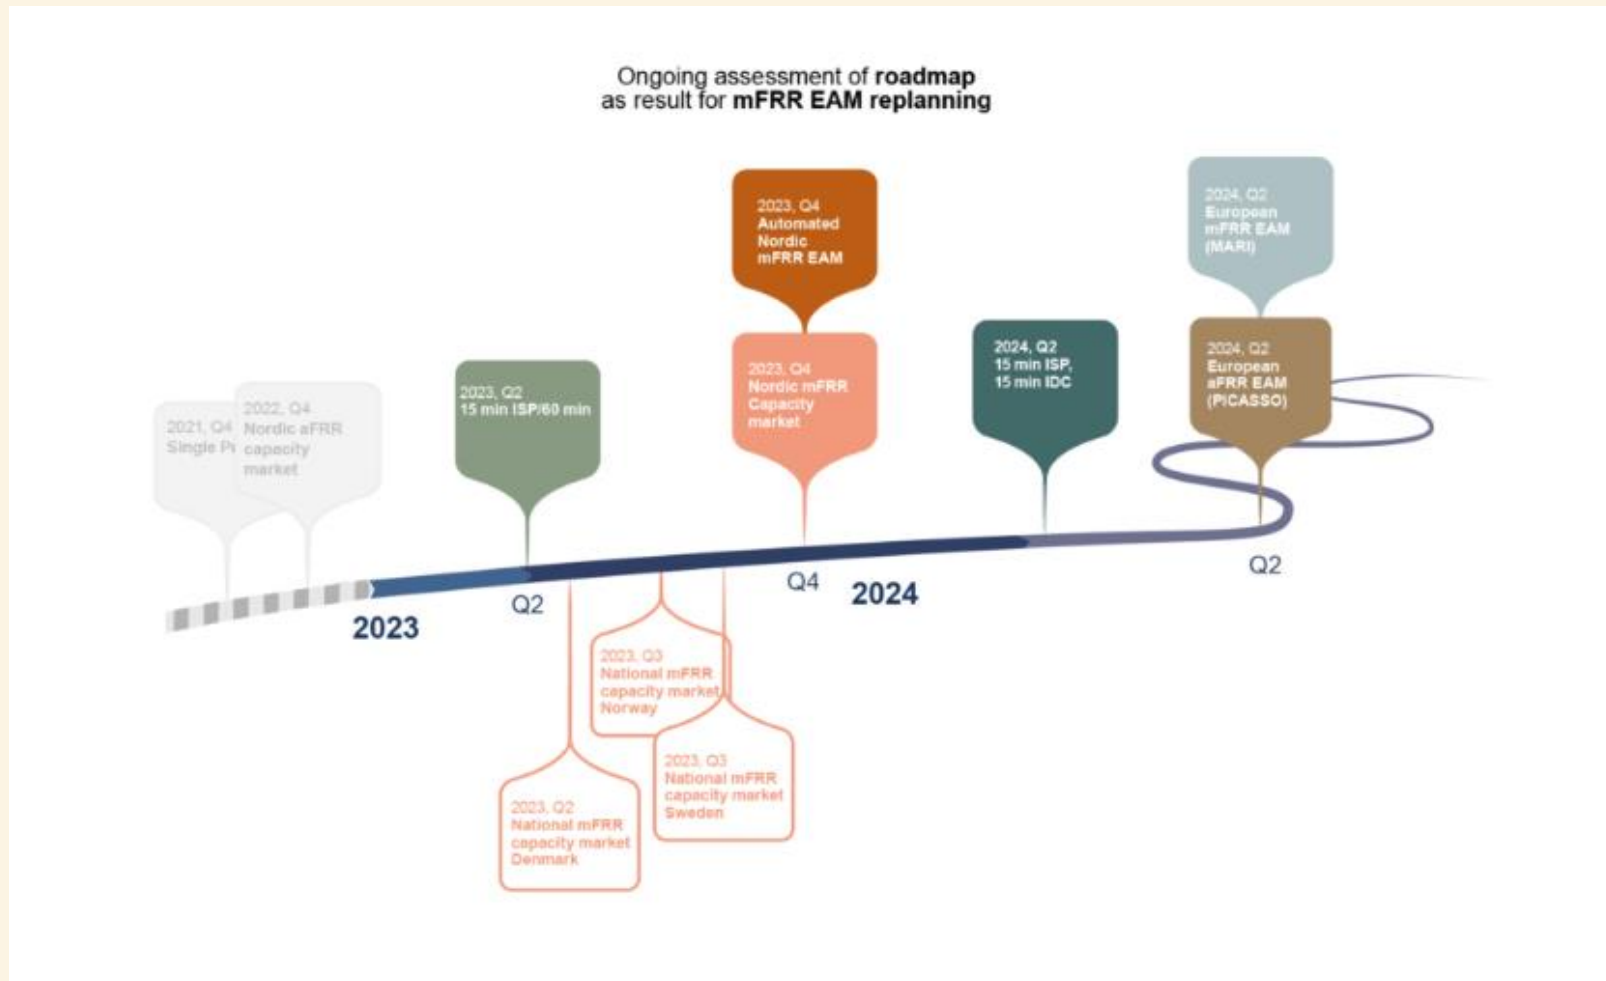 Ongoing assessment of roadmap
as result for mFRR EAM replanning
2023, Q4
Automated
Nordic
mFRR EAM
2024, Q2
European
mFRR EAM
(MARI)
2021, Q4
Single
2022, Q4
Nordic aFRR
capacity
market
2023, Q2
15 min ISP/60 min
2023, Q4
Nordic mFRR
Capacity
market
2024, Q2
15 min ISP,
15 min IDC
2024, Q2
European
aFRR EAM
(PICASSO)
2023
Q2
Q4
2024
Q2
2023, Q3
National mFRR
capacity market
Norway
2023, Q3
National mFRR
capacity market
Sweden
2023, Q2
National mFRR
capacity market
Denmark